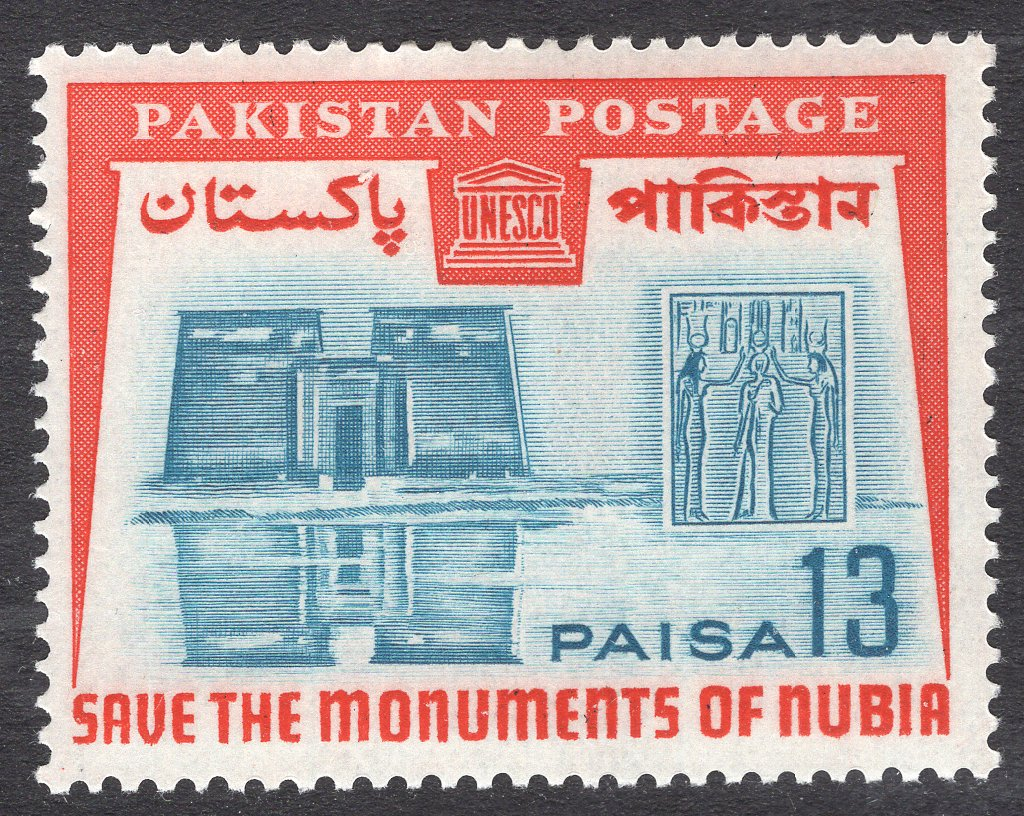 PAKISTAN POSTAGE
پاکستان
UNESCO
পাকিস্তান
PAISA 13
SAVE THE MONUMENTS OF NUBIA